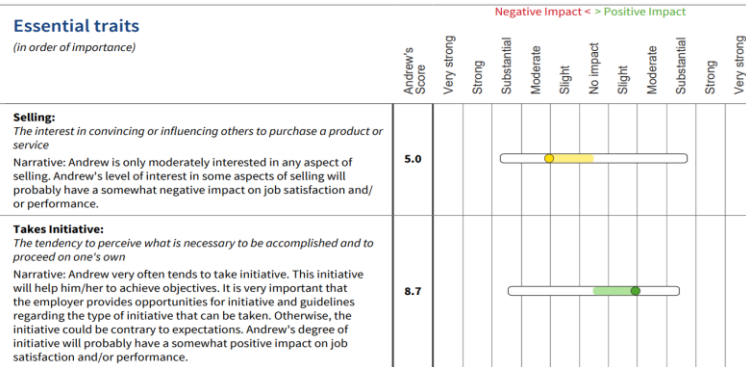 Negative Impact < > Positive Impact
Essential traits
(in order of importance)
Andrew's
Score
Very strong
Strong
Substantial
Moderate
Slight
No impact
Slight
Moderate
Substantial
Strong
Very strong
Selling:
The interest in convincing or influencing others to purchase a product or
service
Narrative: Andrew is only moderately interested in any aspect of
selling. Andrew's level of interest in some aspects of selling will
probably have a somewhat negative impact on job satisfaction and/
or performance.
5.0
Takes Initiative:
The tendency to perceive what is necessary to be accomplished and to
proceed on one's own
Narrative: Andrew very often tends to take initiative. This initiative
will help him/her to achieve objectives. It is very important that
the employer provides opportunities for initiative and guidelines
regarding the type of initiative that can be taken. Otherwise, the
initiative could be contrary to expectations. Andrew's degree of
initiative will probably have a somewhat positive impact on job
satisfaction and/or performance.
8.7